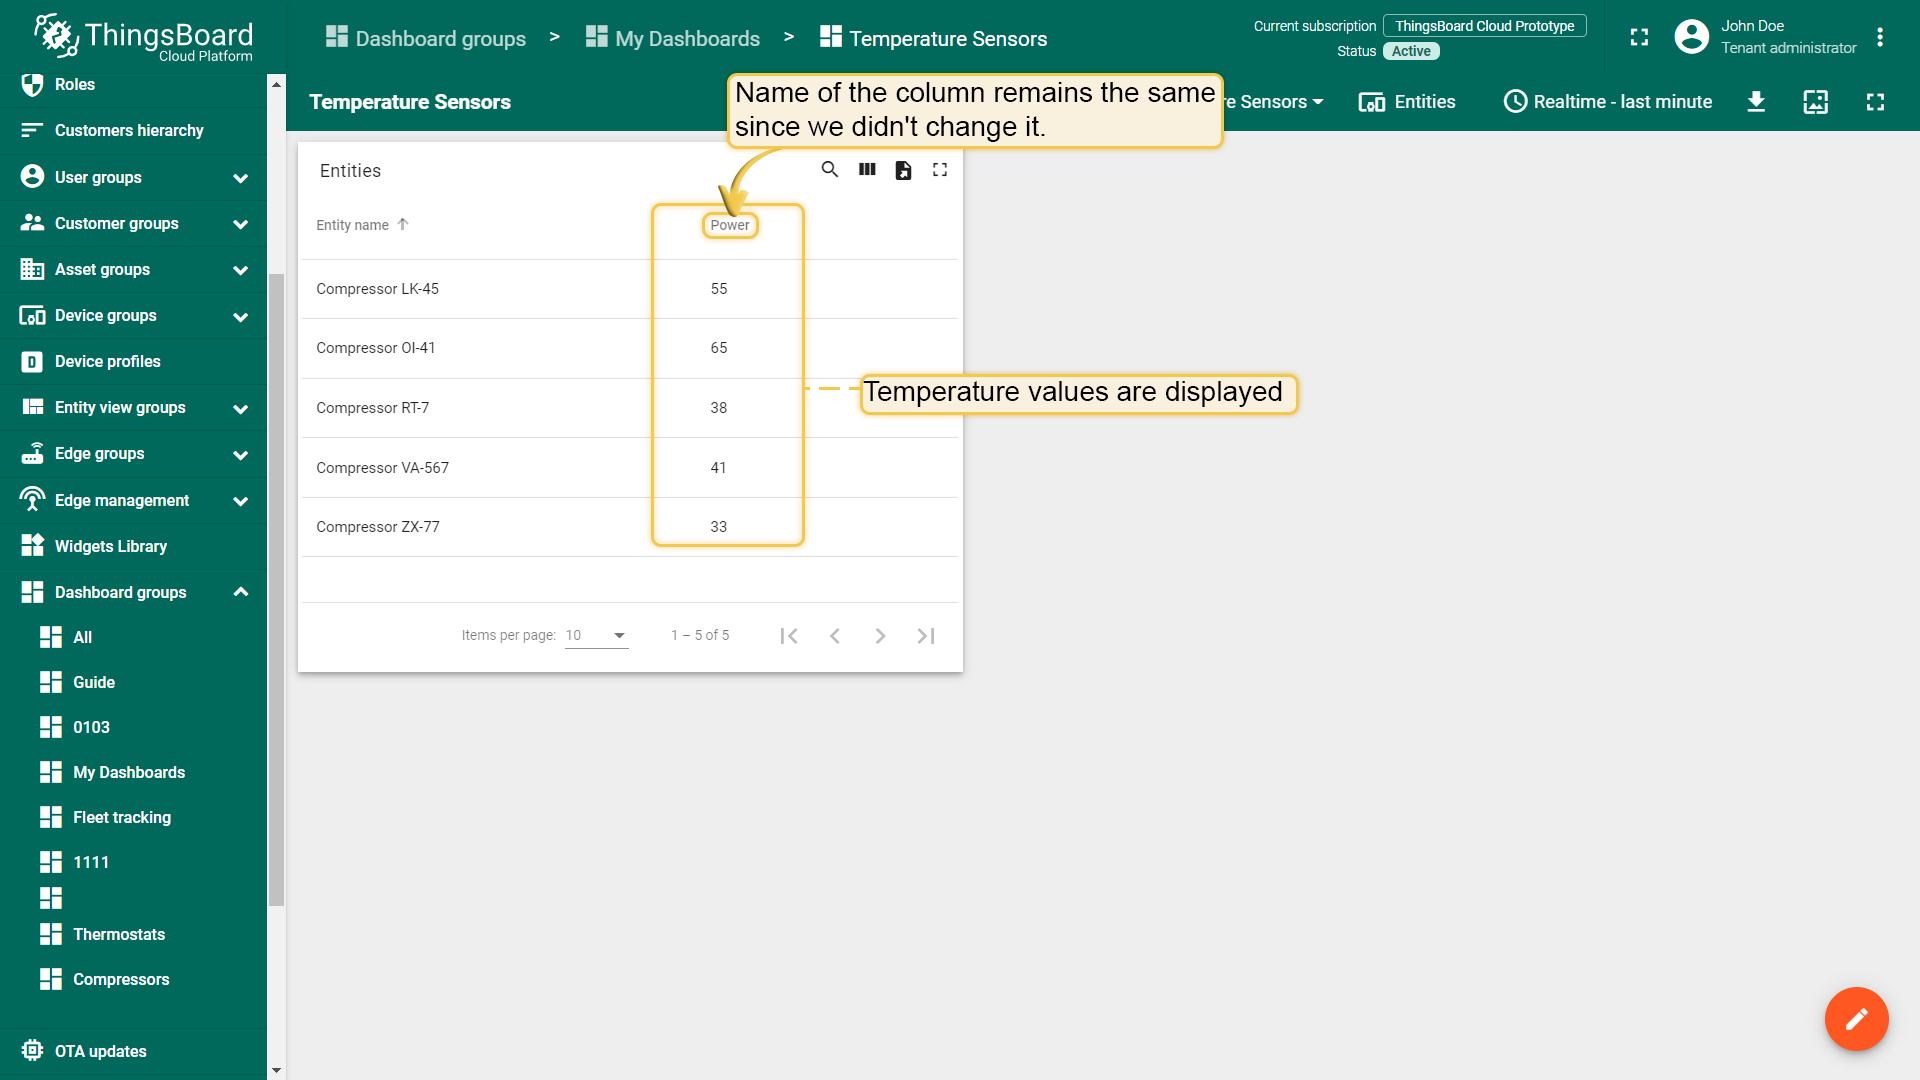 ThingsBoard
Cloud Platform
Dashboard groups > My Dashboards > Temperature Sensors
Current subscription ThingsBoard Cloud Prototype
Status Active
John Doe
Tenant administrator
Roles
Customers hierarchy
User groups
Customer groups
Asset groups
Device groups
Device profiles
Entity view groups
Edge groups
Edge management
Widgets Library
Dashboard groups
All
Guide
0103
My Dashboards
Fleet tracking
1111
Thermostats
Compressors
OTA updates
Temperature Sensors
Name of the column remains the same
since we didn't change it.
Sensors
Entities
Realtime - last minute
Entities
Entity name Power
Compressor LK-45 55
Compressor OI-41 65
Compressor RT-7 38
Compressor VA-567 41
Compressor ZX-77 33
Temperature values are displayed
Items per page: 10 1 – 5 of 5